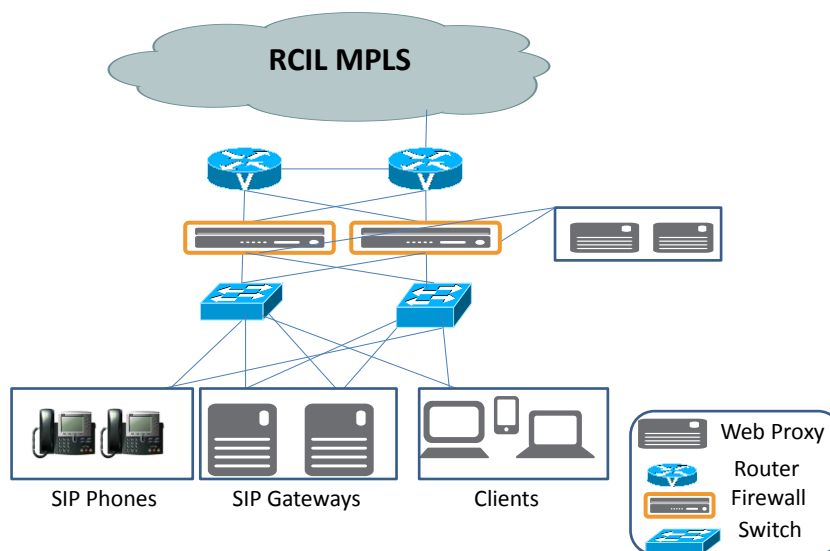 RCIL MPLS
V
V
SIP Phones
SIP Gateways
Clients
Web Proxy
Router
Firewall
Switch